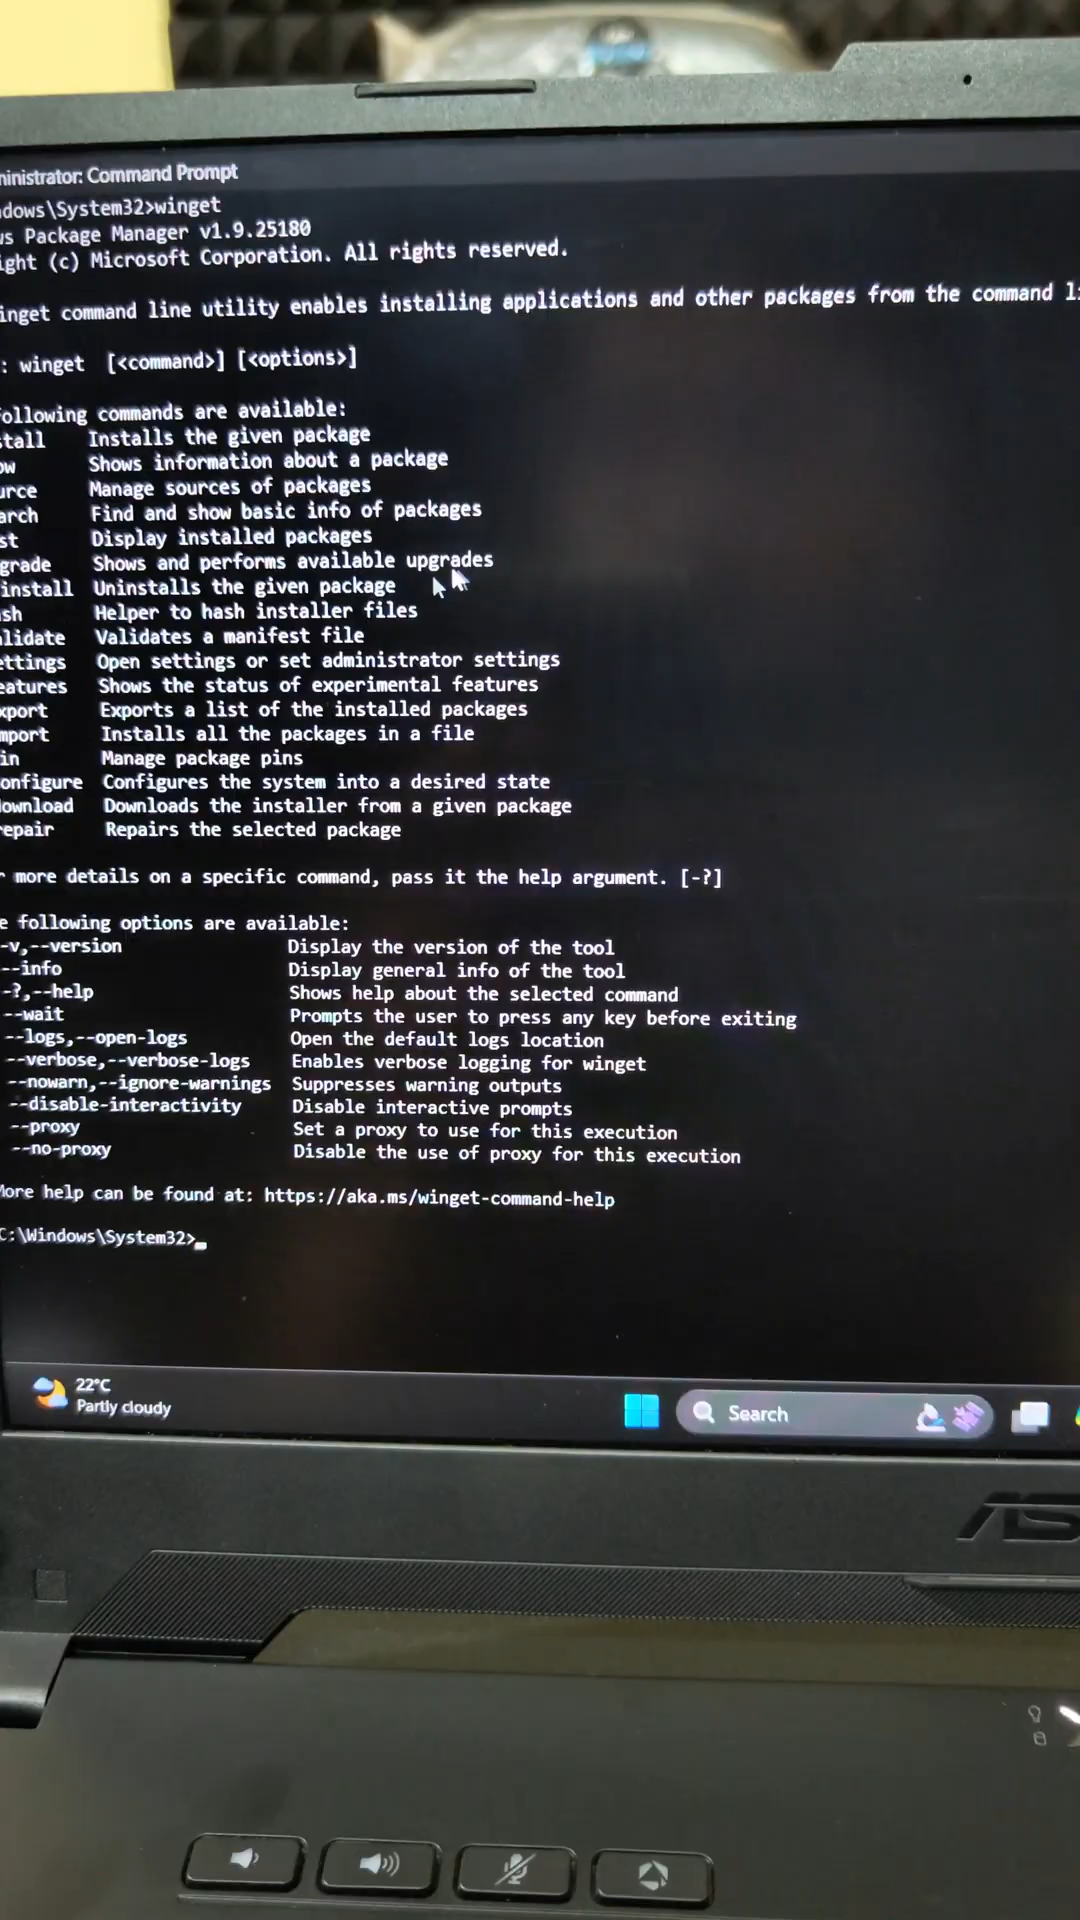 ministrator: Command Prompt
dows\System32>winget
s Package Manager v1.9.25180
ight (c) Microsoft Corporation. All rights reserved.
inget command line utility enables installing applications and other packages from the command li
: winget [<command>] [<options>]
ollowing commands are available:
stall Installs the given package
ow Shows information about a package
urce Manage sources of packages
arch Find and show basic info of packages
st Display installed packages
grade Shows and performs available upgrades
install Uninstalls the given package
sh Helper to hash installer files
lidate Validates a manifest file
ettings Open settings or set administrator settings
eatures Shows the status of experimental features
xport Exports a list of the installed packages
mport Installs all the packages in a file
in Manage package pins
onfigure Configures the system into a desired state
download Downloads the installer from a given package
repair Repairs the selected package
r more details on a specific command, pass it the help argument. [-?]
e following options are available:
-v,--version Display the version of the tool
--info Display general info of the tool
-?,--help Shows help about the selected command
--wait Prompts the user to press any key before exiting
--logs,--open-logs Open the default logs location
--verbose,--verbose-logs Enables verbose logging for winget
--nowarn,--ignore-warnings Suppresses warning outputs
--disable-interactivity Disable interactive prompts
--proxy Set a proxy to use for this execution
--no-proxy Disable the use of proxy for this execution
More help can be found at: https://aka.ms/winget-command-help
C:\Windows\System32>_
22°C
Partly cloudy
Search
AS